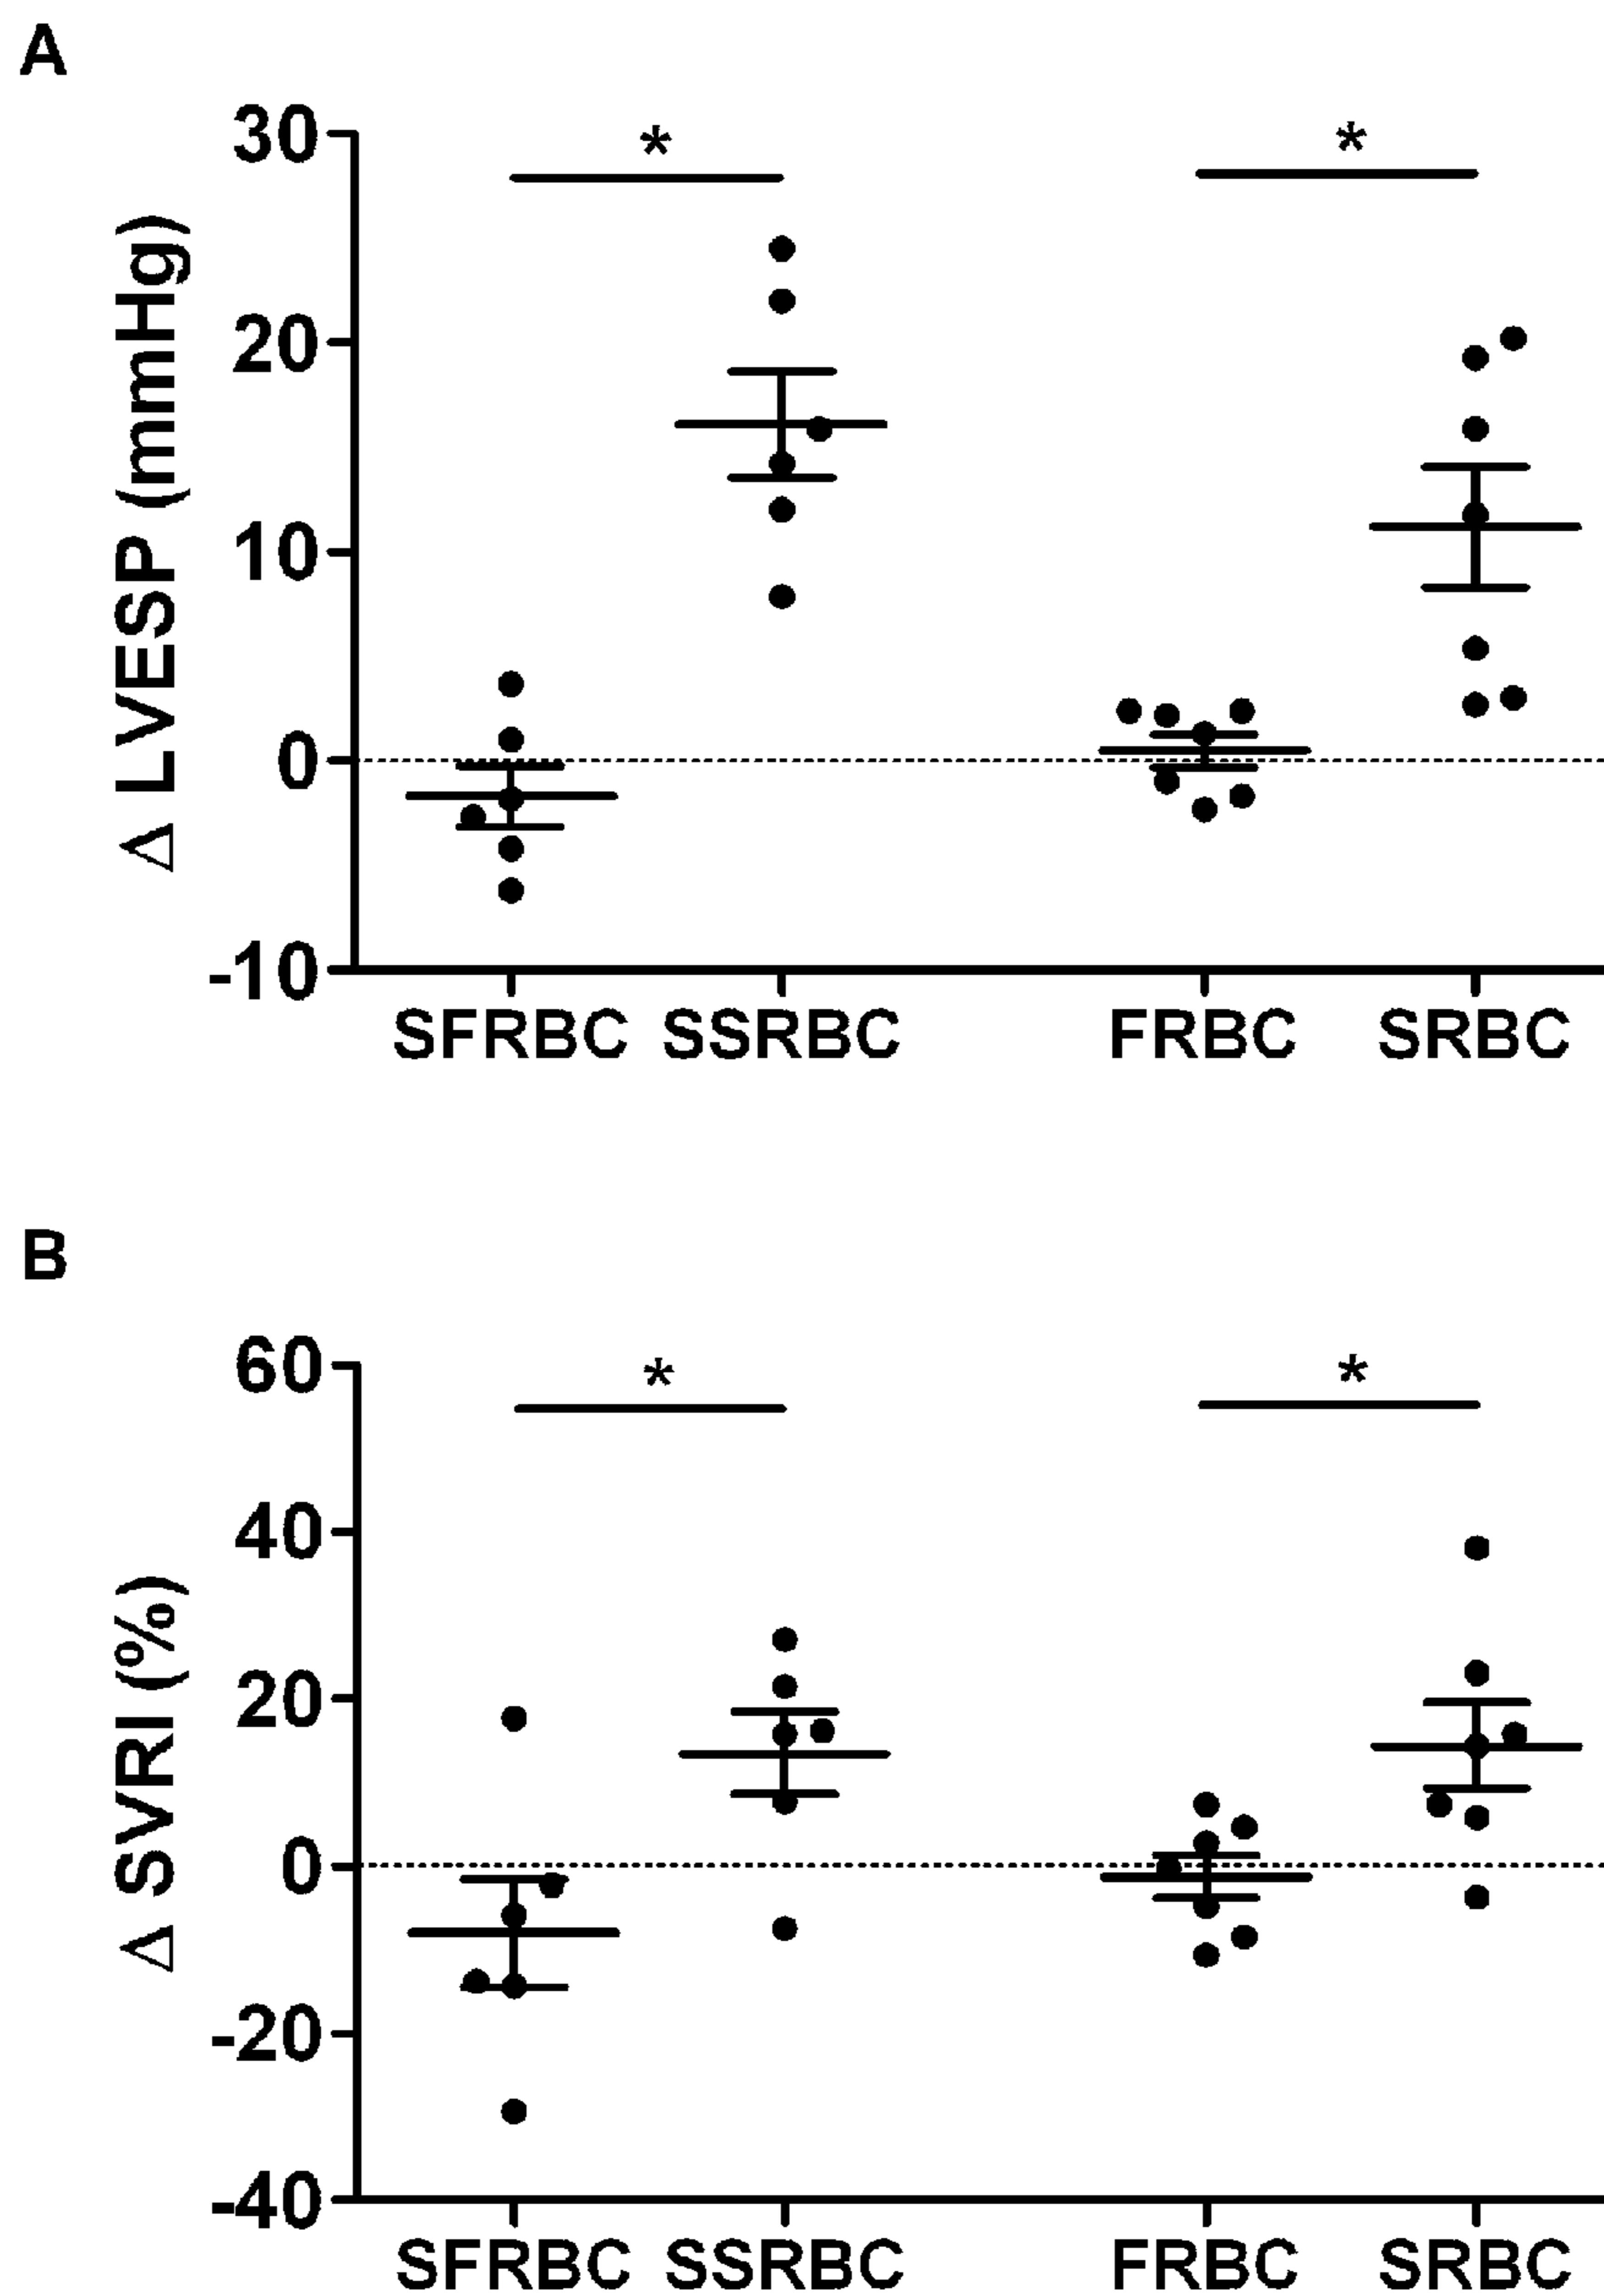 A
30
20
10
0
-10
Δ LVESP (mmHg)
*
*
SFRBC SSRBC FRBC SRBC
B
60
40
20
0
-20
-40
Δ SVRI (%)
*
*
SFRBC SSRBC FRBC SRBC